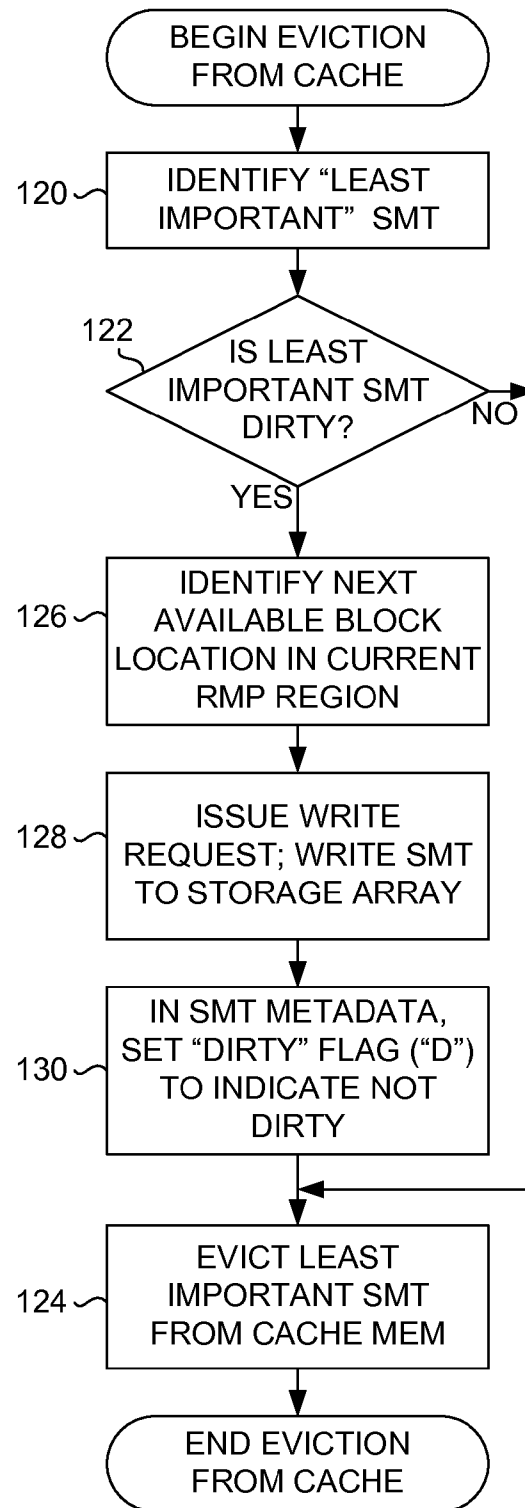 BEGIN EVICTION
FROM CACHE
120
IDENTIFY “LEAST
IMPORTANT” SMT
122
IS LEAST
IMPORTANT SMT
DIRTY?
NO
YES
126
IDENTIFY NEXT
AVAILABLE BLOCK
LOCATION IN CURRENT
RMP REGION
128
ISSUE WRITE
REQUEST; WRITE SMT
TO STORAGE ARRAY
130
IN SMT METADATA,
SET “DIRTY” FLAG (“D”)
TO INDICATE NOT
DIRTY
124
EVICT LEAST
IMPORTANT SMT
FROM CACHE MEM
END EVICTION
FROM CACHE